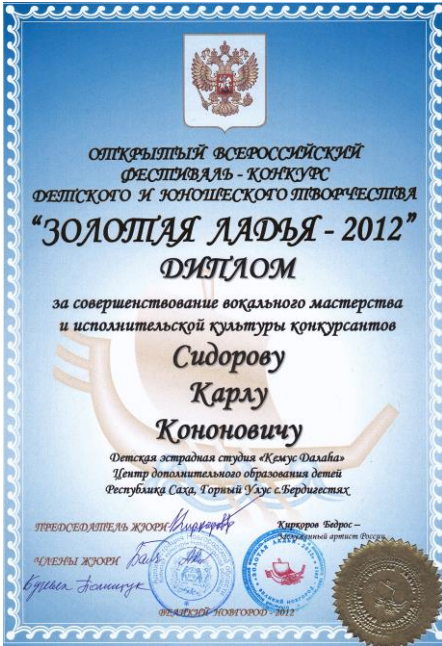 ОТКРЫТЫЙ ВСЕРОССИЙСКИЙ
ФЕСТИВАЛЬ - КОНКУРС
ДЕТСКОГО И ЮНОШЕСКОГО ТВОРЧЕСТВА
"ЗОЛОТАЯ ЛАДЬЯ - 2012"
ДИПЛОМ
за совершенствование вокального мастерства
и исполнительской культуры конкурсантов
Сидорову
Карлу
Кононовичу
Детская эстрадная студия «Кемус Далаһа»
Центр дополнительного образования детей
Республика Саха, Горный Улус с.Бердигестях
ПРЕДСЕДАТЕЛЬ ЖЮРИ
Киркоров Бедрос –
Заслуженный артист России
ЧЛЕНЫ ЖЮРИ
ВЕЛИКИЙ НОВГОРОД - 2012